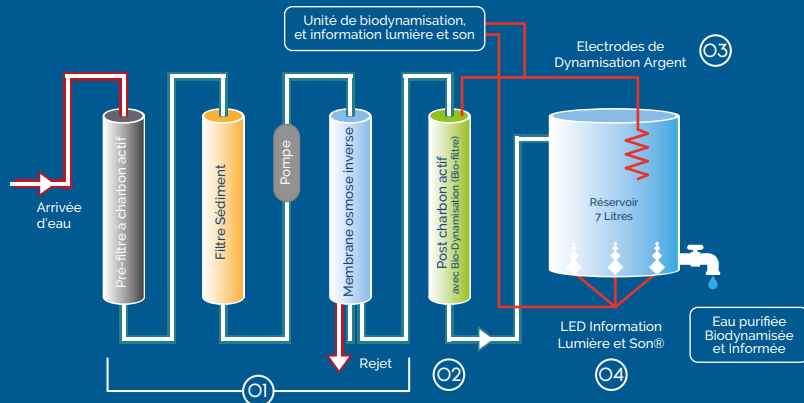 Unité de biodynamisation,
et information lumière et son
Electrodes de
Dynamisation Argent
O3
Arrivée
d'eau
Pré-filtre à charbon actif
Filtre Sédiment
Pompe
Membrane osmose inverse
Post charbon actif
avec Bio-Dynamisation (Bio-filtre)
Réservoir
7 Litres
Rejet
LED Information
Lumière et Son®
Eau purifiée
Biodynamisée
et Informée
O1
O2
O4